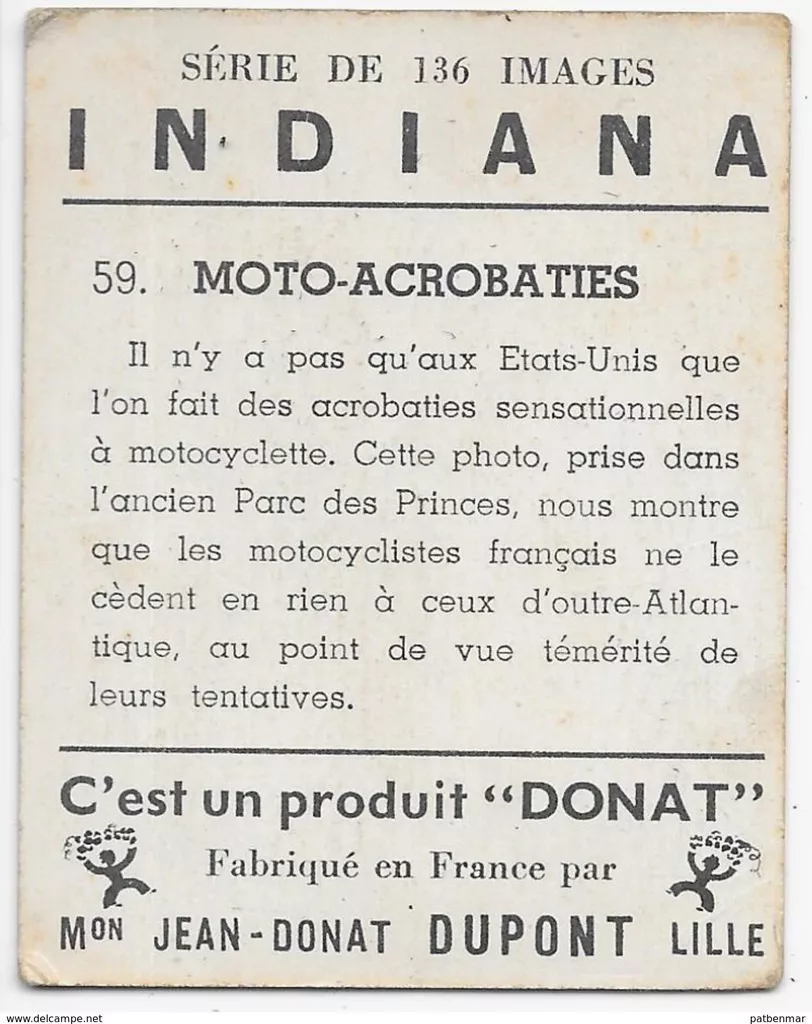 SÉRIE DE 136 IMAGES
INDIANA
59. MOTO-ACROBATIES
Il n'y a pas qu'aux Etats-Unis que
l'on fait des acrobaties sensationnelles
à motocyclette. Cette photo, prise dans
l'ancien Parc des Princes, nous montre
que les motocyclistes français ne le
cèdent en rien à ceux d'outre-Atlan-
tique, au point de vue témérité de
leurs tentatives.
C'est un produit “DONAT”
Fabriqué en France par
MON JEAN-DONAT DUPONT LILLE
Delcampe.net
patbenmar